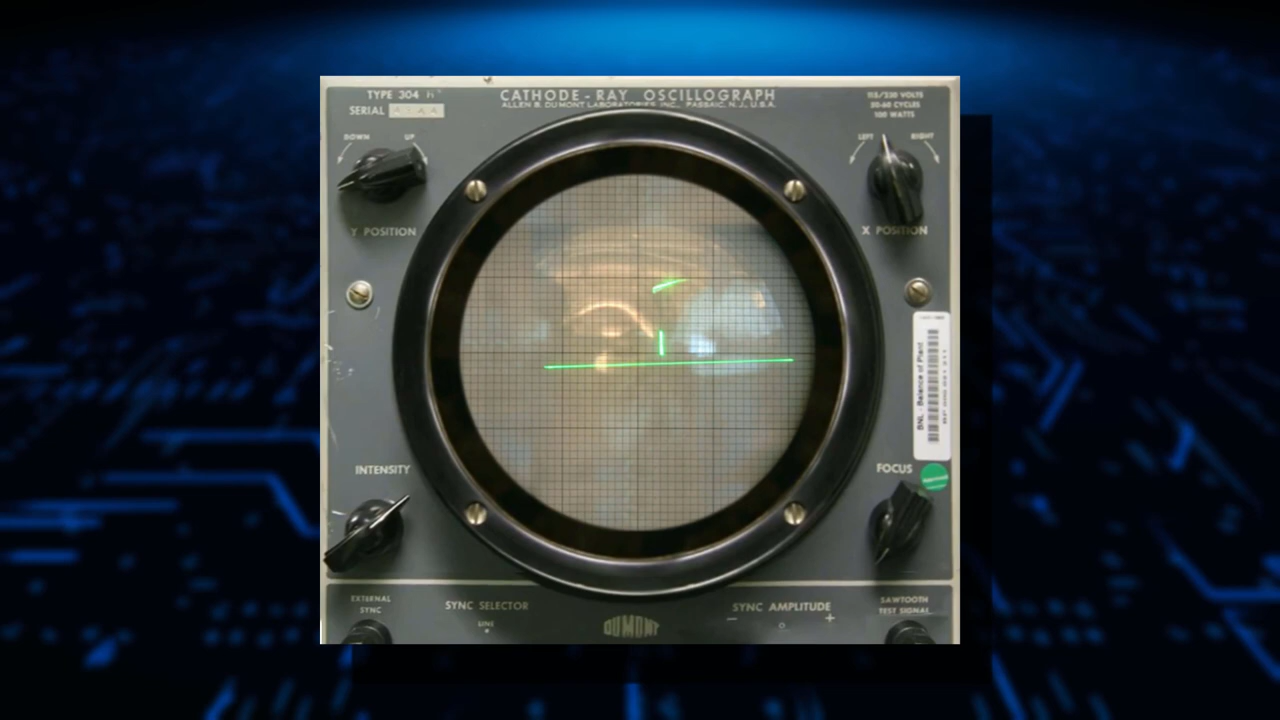 TYPE 304
CATHODE-RAY OSCILLOGRAPH
ALLEN B. DU MONT LABORATORIES, INC., PASSAIC, N.J., U.S.A.
115/230 VOLTS
50-60 CYCLES
100 WATTS
SERIAL
DOWN UP
LEFT RIGHT
Y POSITION
X POSITION
BNL - Balance of Plant
INTENSITY
FOCUS
EXTERNAL
SYNC
SYNC SELECTOR
LINE
SYNC AMPLITUDE
− 0 +
SAWTOOTH
TEST SIGNAL
DUMONT